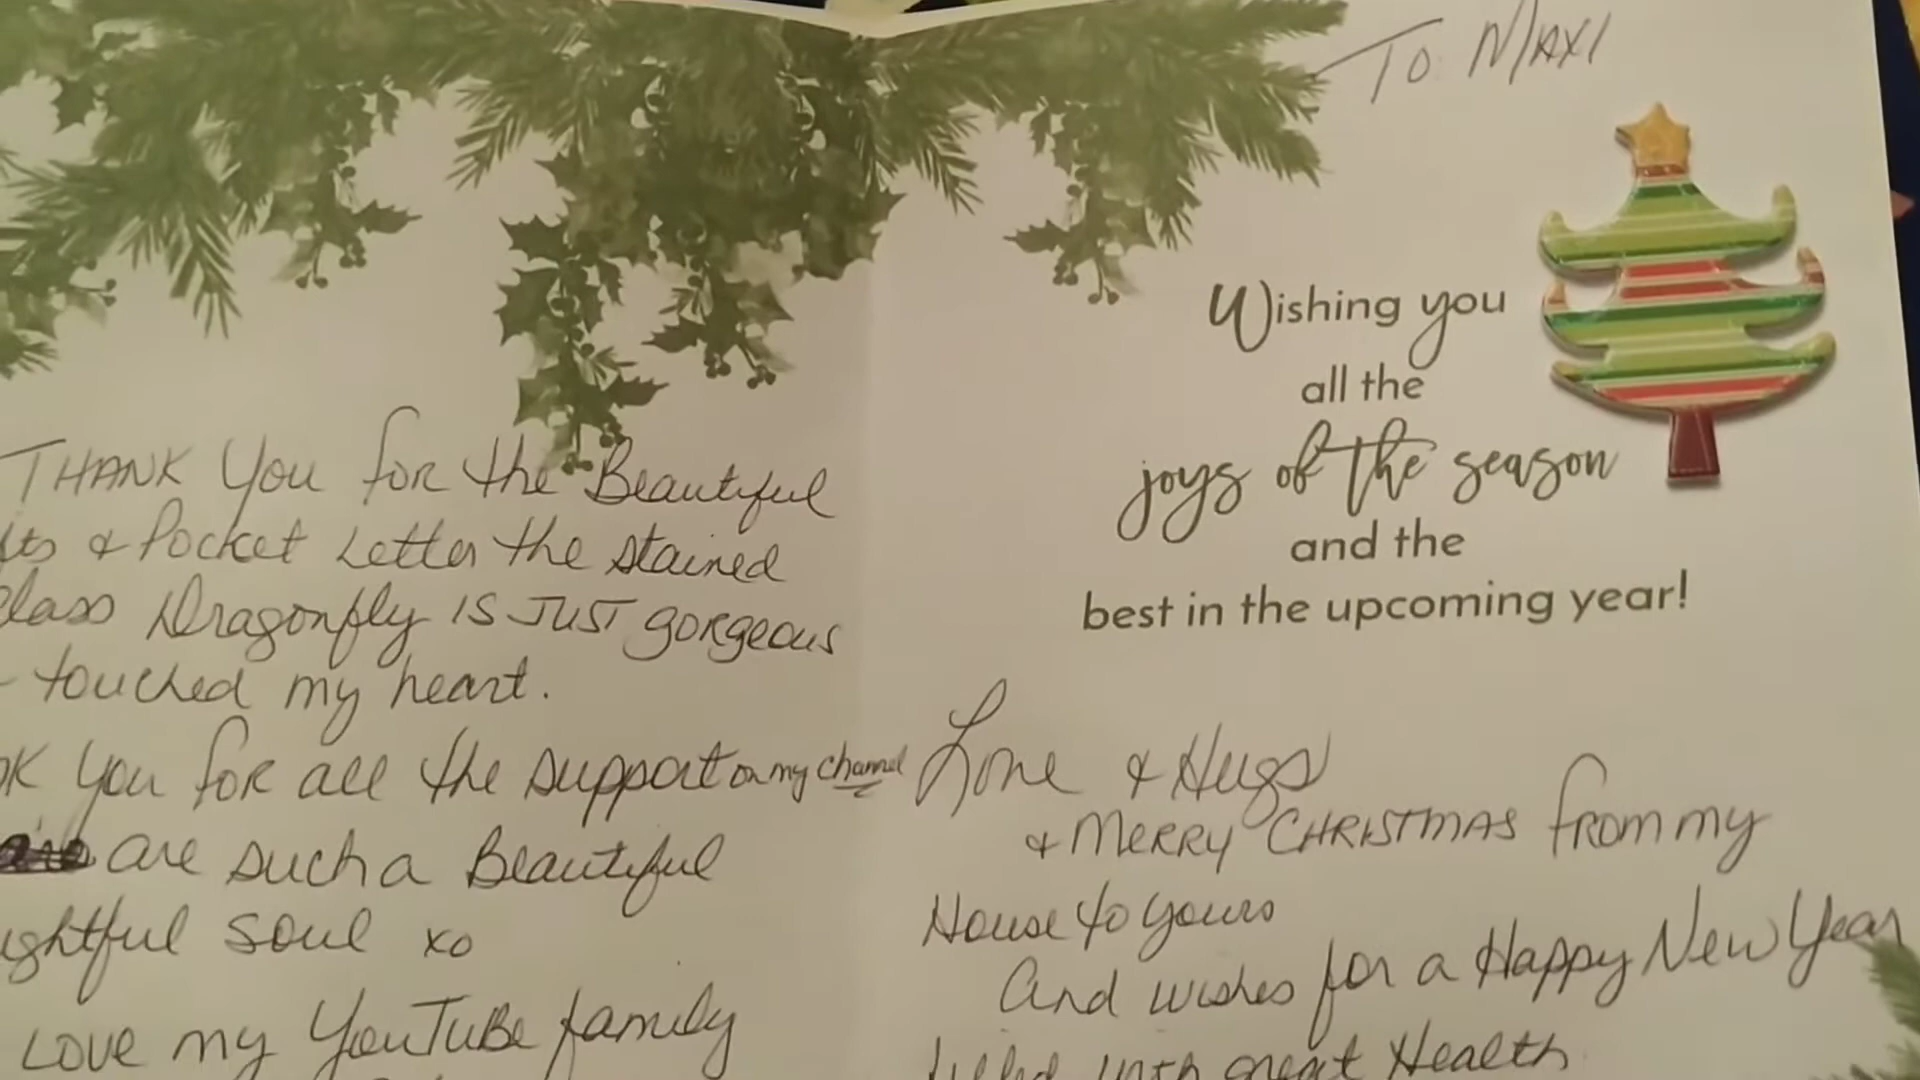 THANK You for the Beautiful
& Pocket Letter the stained
Dragonfly IS JUST gorgeous
touched my heart.
You for all the support on my channel
are such a Beautiful
soul xo
Love my YouTube family
To Maxi
Wishing you
all the
joys of the season
and the
best in the upcoming year!
Love & Hugs
& MERRY CHRISTMAS from my
House to yours
And wishes for a Happy New Year
filled with great Health